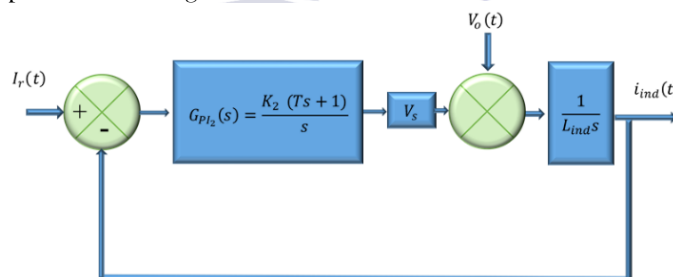 V_o(t)
I_r(t)
+
-
G_{PI_2}(s) = \frac{K_2 (Ts + 1)}{s}
V_s
\frac{1}{L_{ind}s}
i_{ind}(t